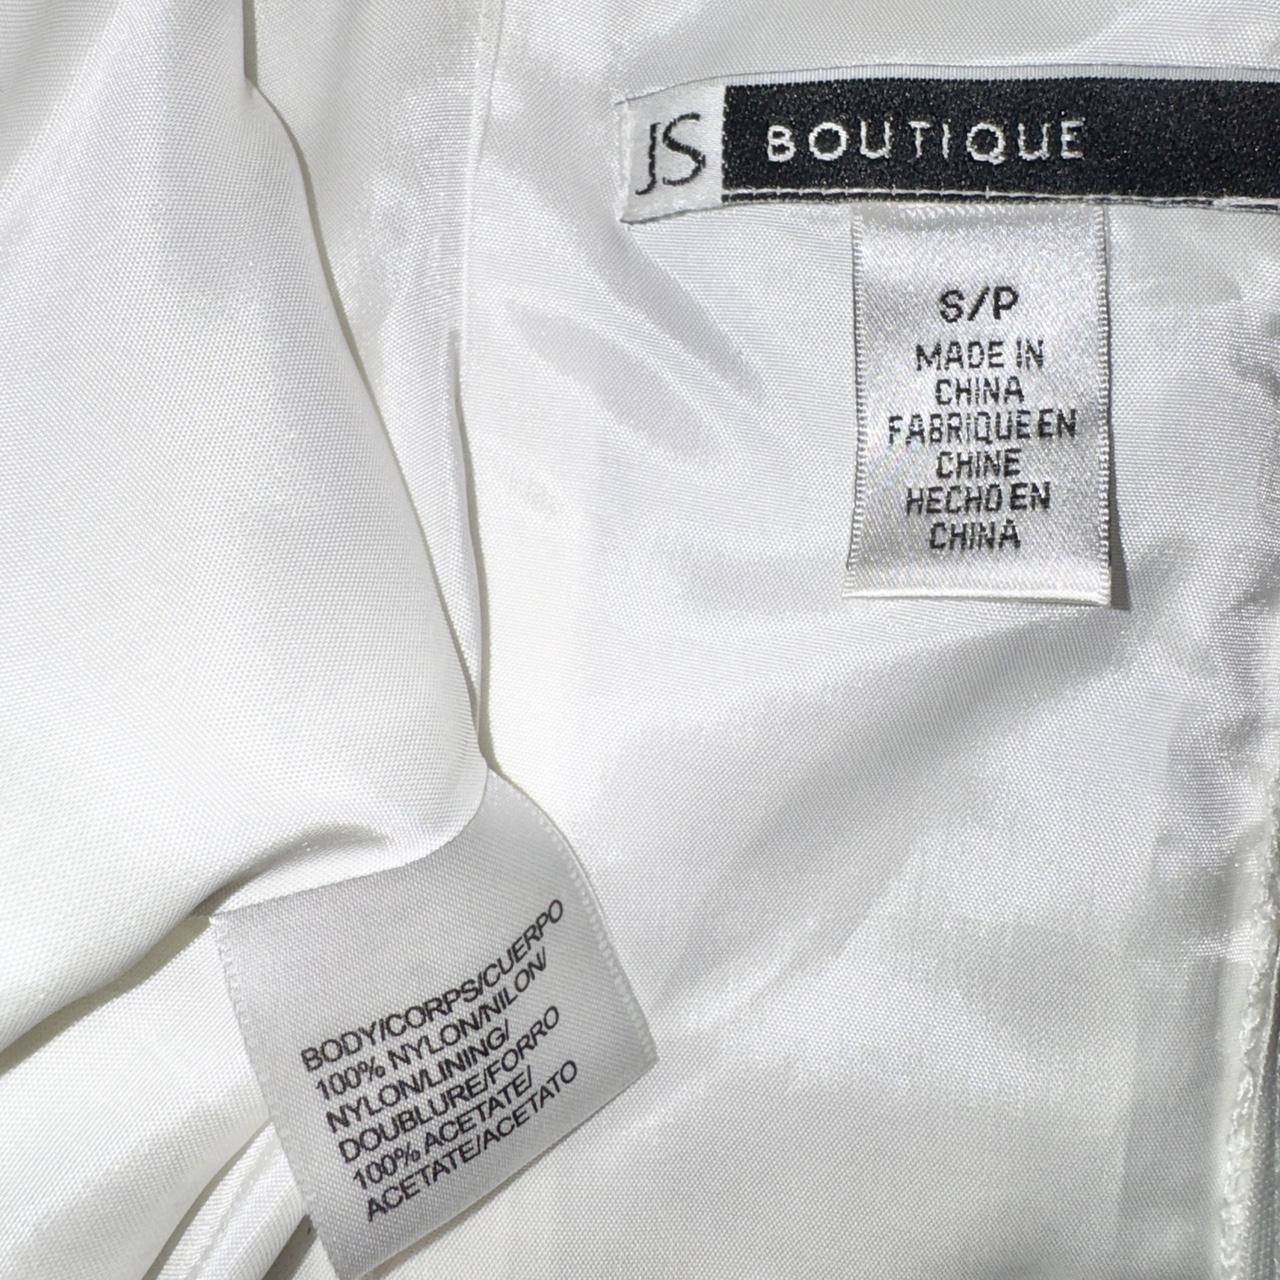 JS BOUTIQUE
S/P
MADE IN
CHINA
FABRIQUE EN
CHINE
HECHO EN
CHINA
BODY/CORPS/CUERPO
100% NYLON/NILON/
NYLON/LINING/
DOUBLURE/FORRO
100% ACETATE/
ACETATE/ACETATO